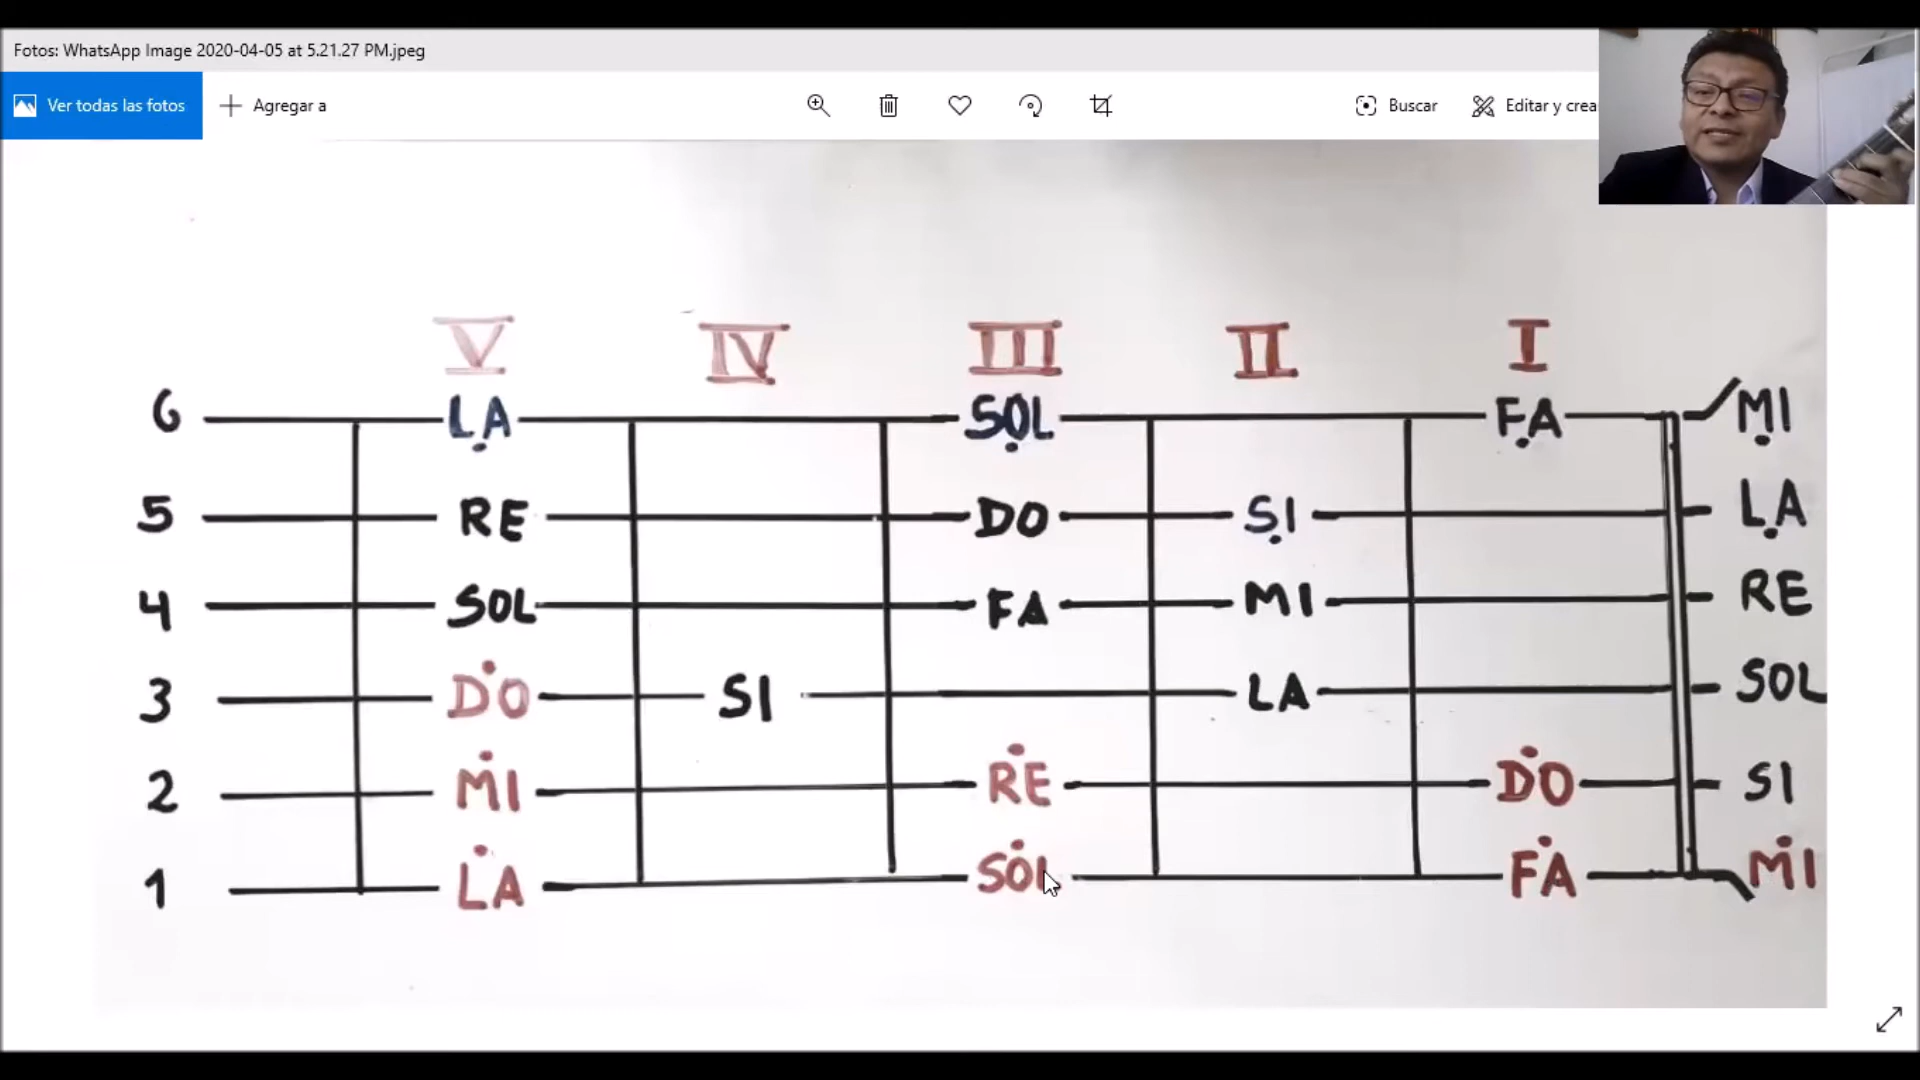 Fotos: WhatsApp Image 2020-04-05 at 5.21.27 PM.jpeg
Ver todas las fotos
Agregar a
Buscar
Editar y crea
V IV III II I
6 LA SOL FA MI
5 RE DO SI LA
4 SOL FA MI RE
3 DO SI LA SOL
2 MI RE DO SI
1 LA SOL FA MI